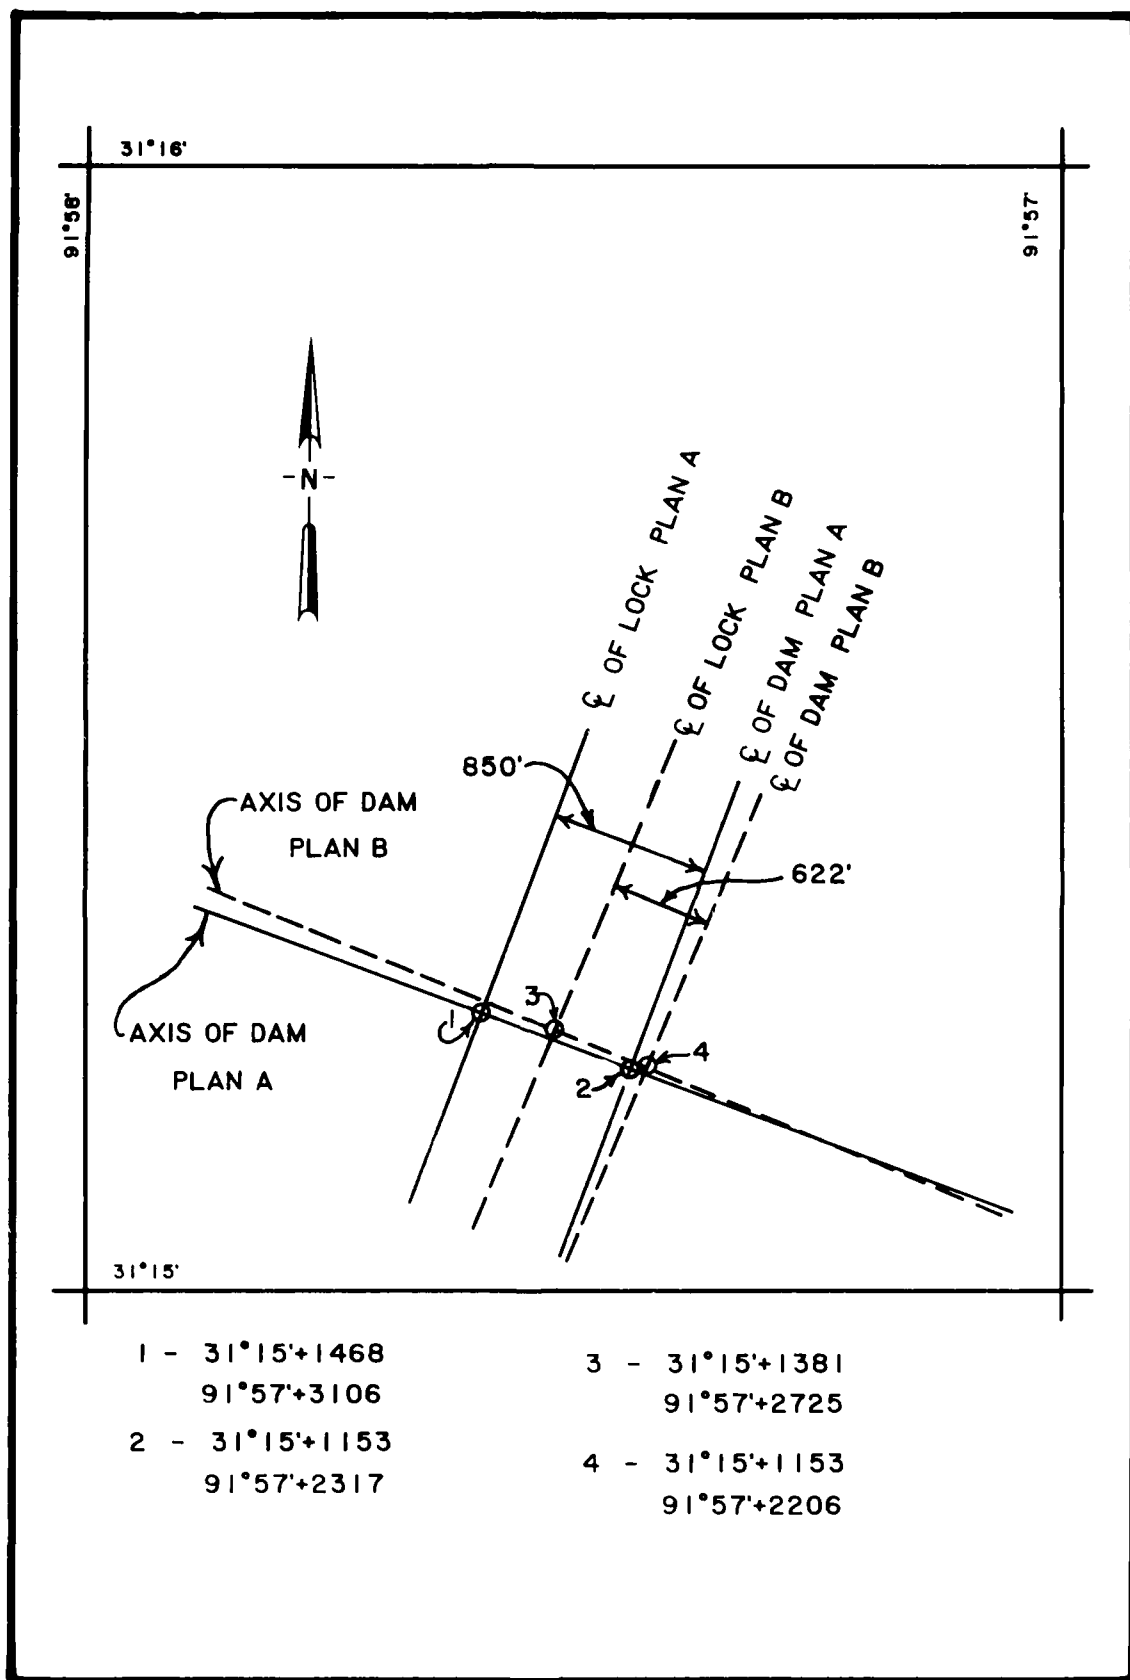 31°16'
91°58'
91°57'
-N-
℄ OF LOCK PLAN A
℄ OF LOCK PLAN B
℄ OF DAM PLAN A
℄ OF DAM PLAN B
850'
622'
AXIS OF DAM
PLAN B
AXIS OF DAM
PLAN A
1
3
2
4
31°15'
1 - 31°15'+1468
91°57'+3106
2 - 31°15'+1153
91°57'+2317
3 - 31°15'+1381
91°57'+2725
4 - 31°15'+1153
91°57'+2206